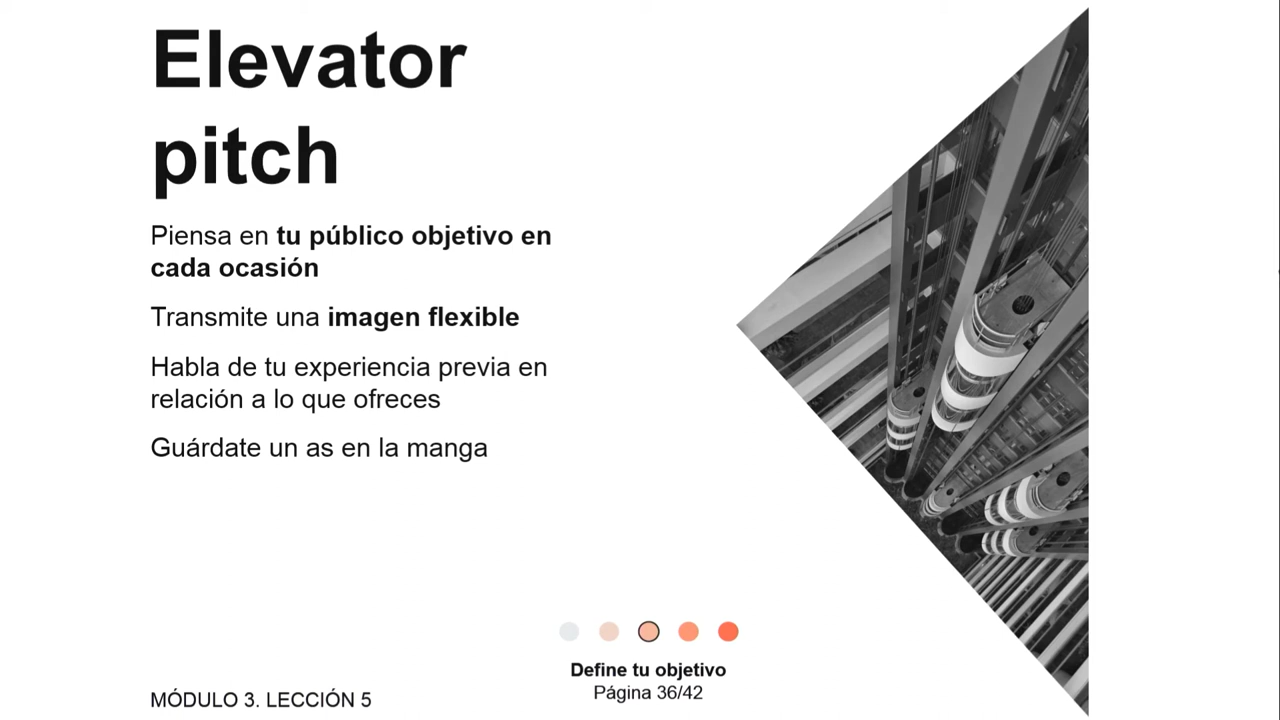 Elevator
pitch
Piensa en tu público objetivo en
cada ocasión
Transmite una imagen flexible
Habla de tu experiencia previa en
relación a lo que ofreces
Guárdate un as en la manga
Define tu objetivo
Página 36/42
MÓDULO 3. LECCIÓN 5